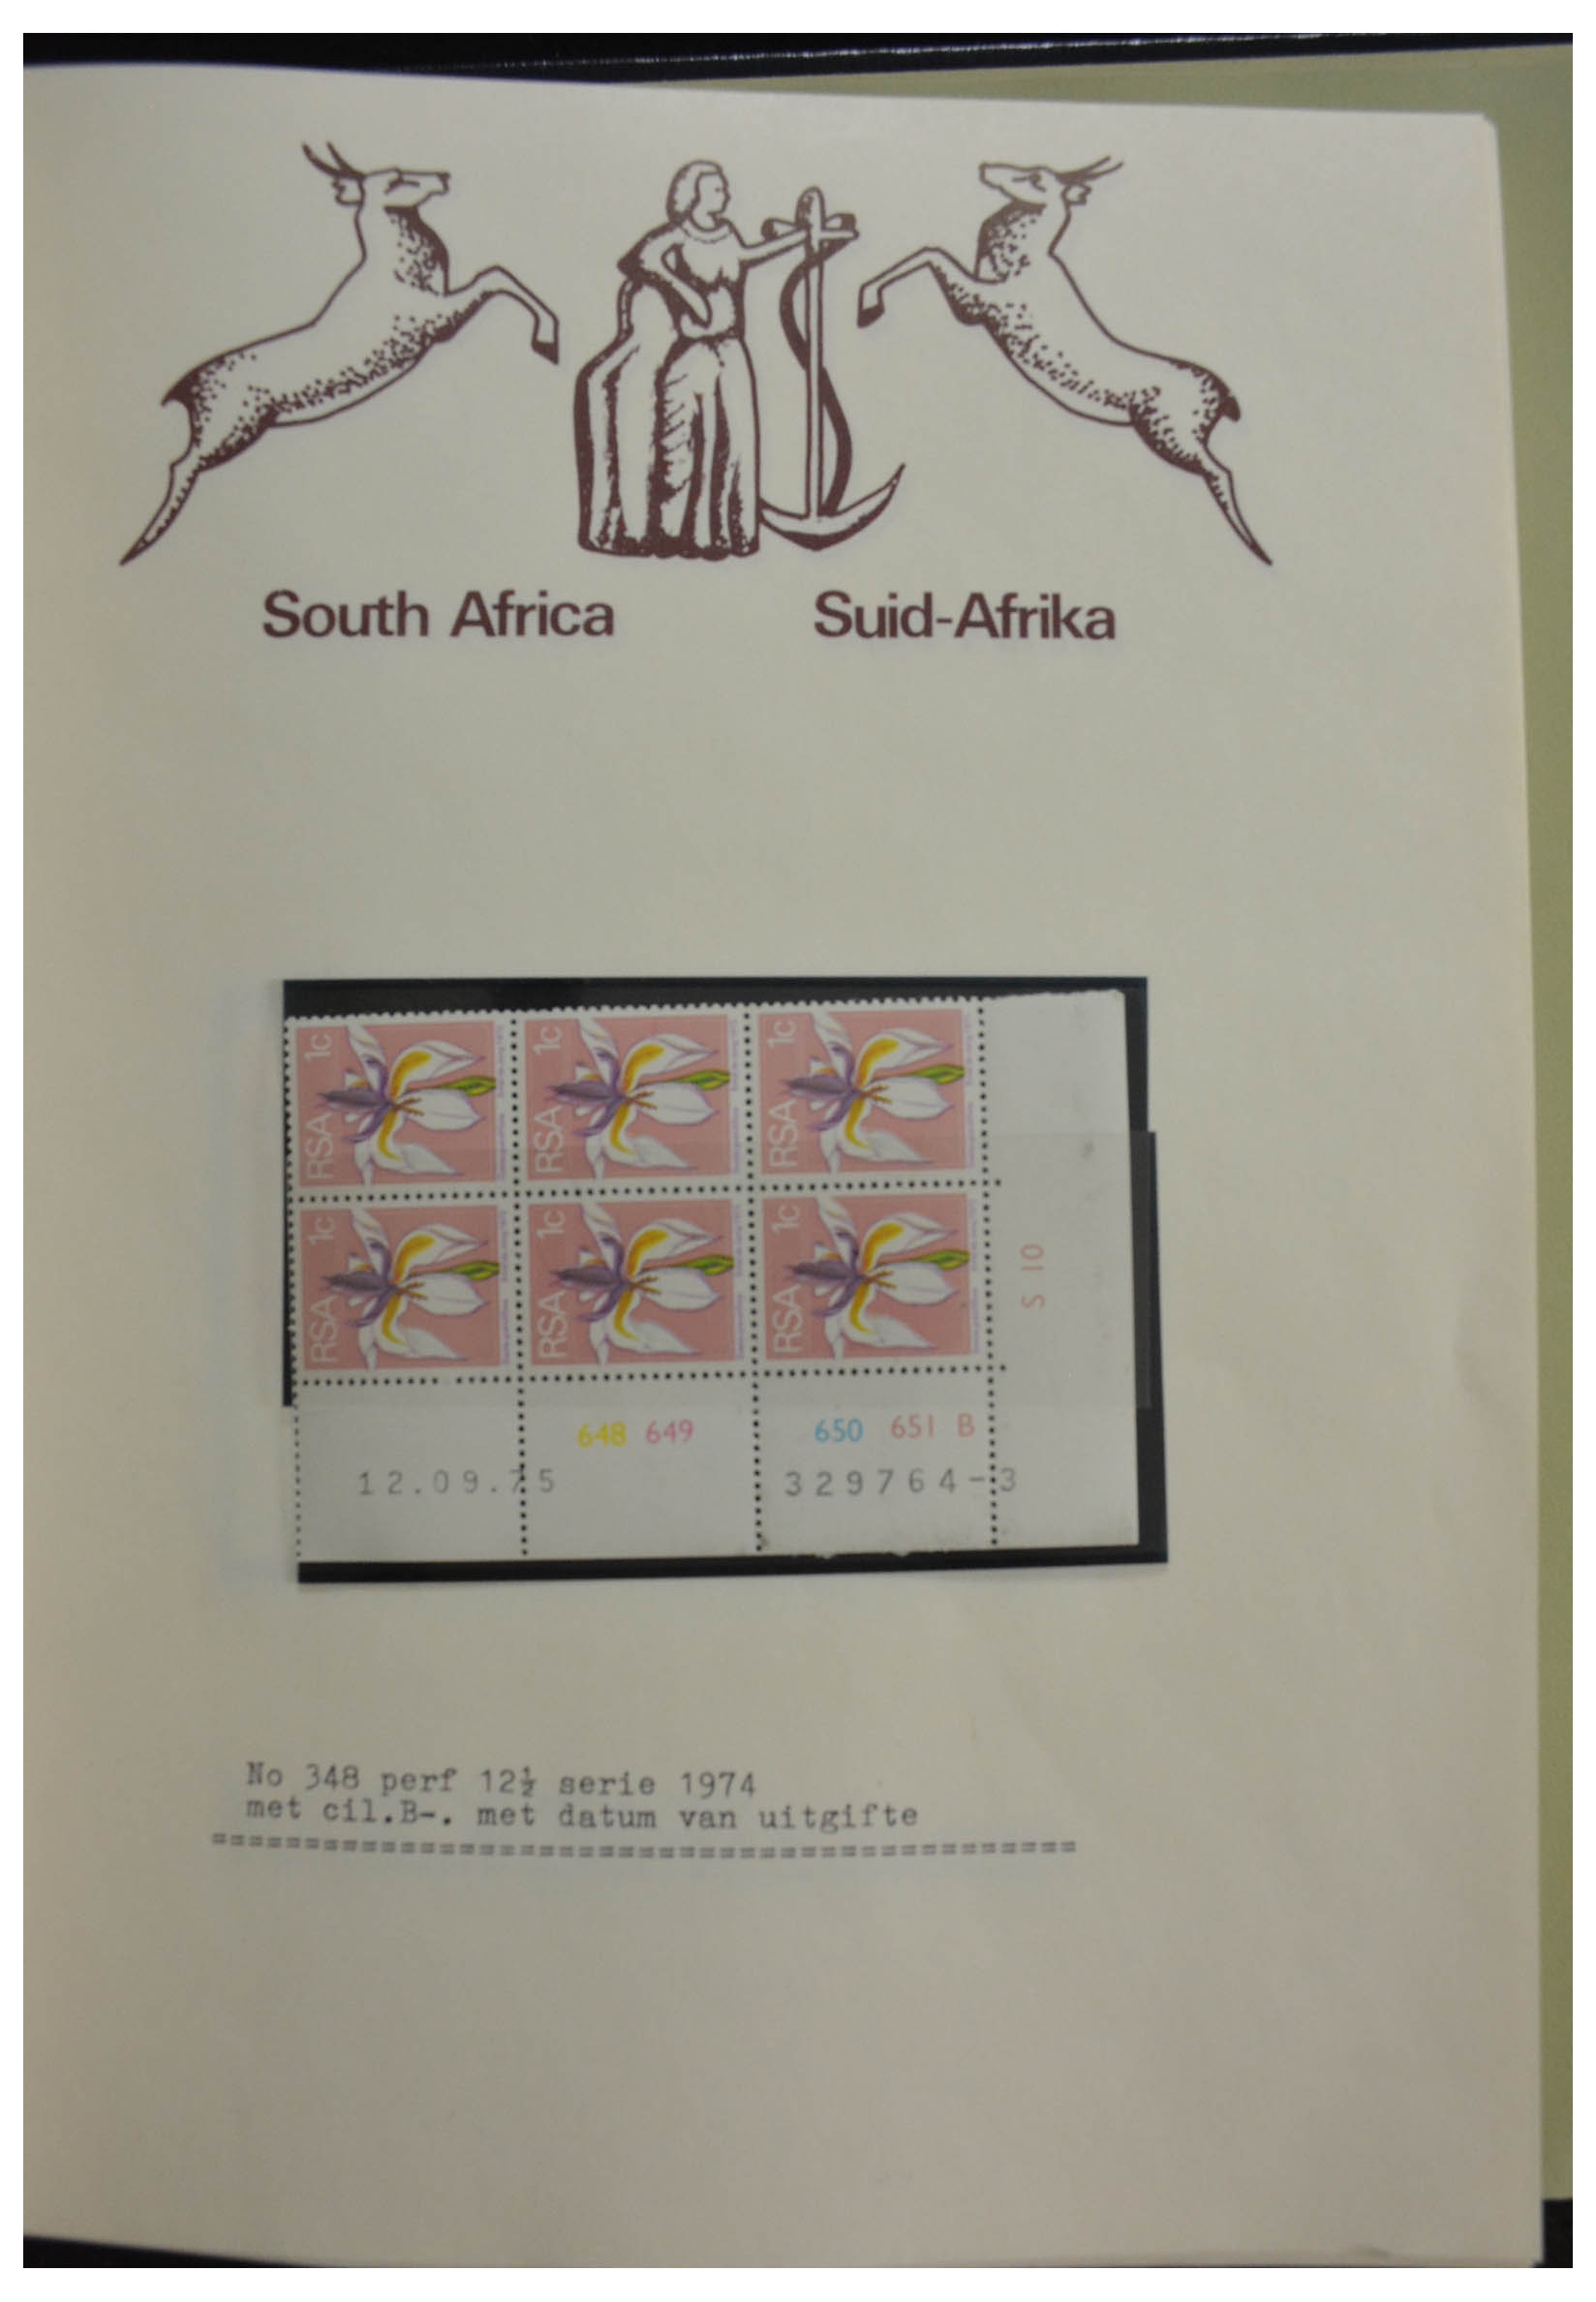 South Africa Suid-Afrika
1c 1c 1c
RSA RSA RSA
1c 1c 1c
RSA RSA RSA
S 10
648 649 650 651 B
12.09.75 329764-3
No 348 perf 12½ serie 1974
met cil.B-. met datum van uitgifte
=====================================